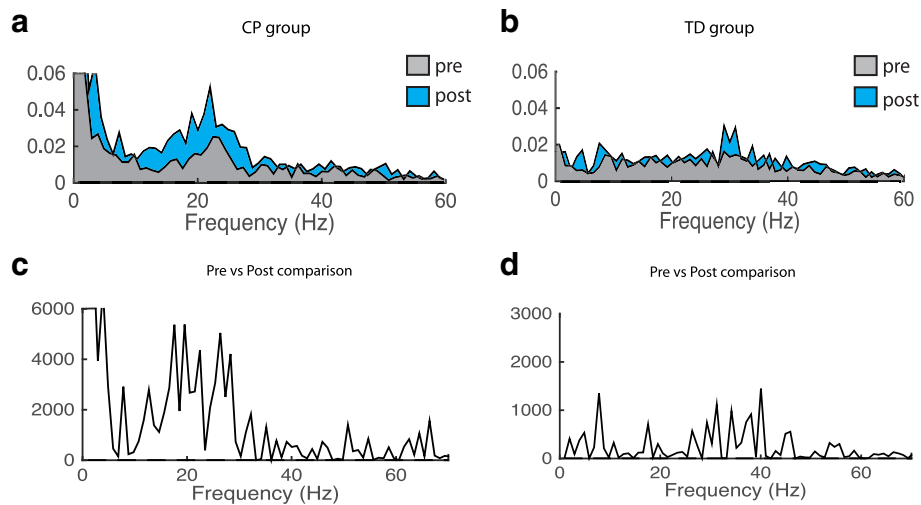 a
CP group
pre
post
0.06
0.04
0.02
0
0 20 40 60
Frequency (Hz)
b
TD group
pre
post
0.06
0.04
0.02
0
0 20 40 60
Frequency (Hz)
c
Pre vs Post comparison
6000
4000
2000
0
0 20 40 60
Frequency (Hz)
d
Pre vs Post comparison
3000
2000
1000
0
0 20 40 60
Frequency (Hz)